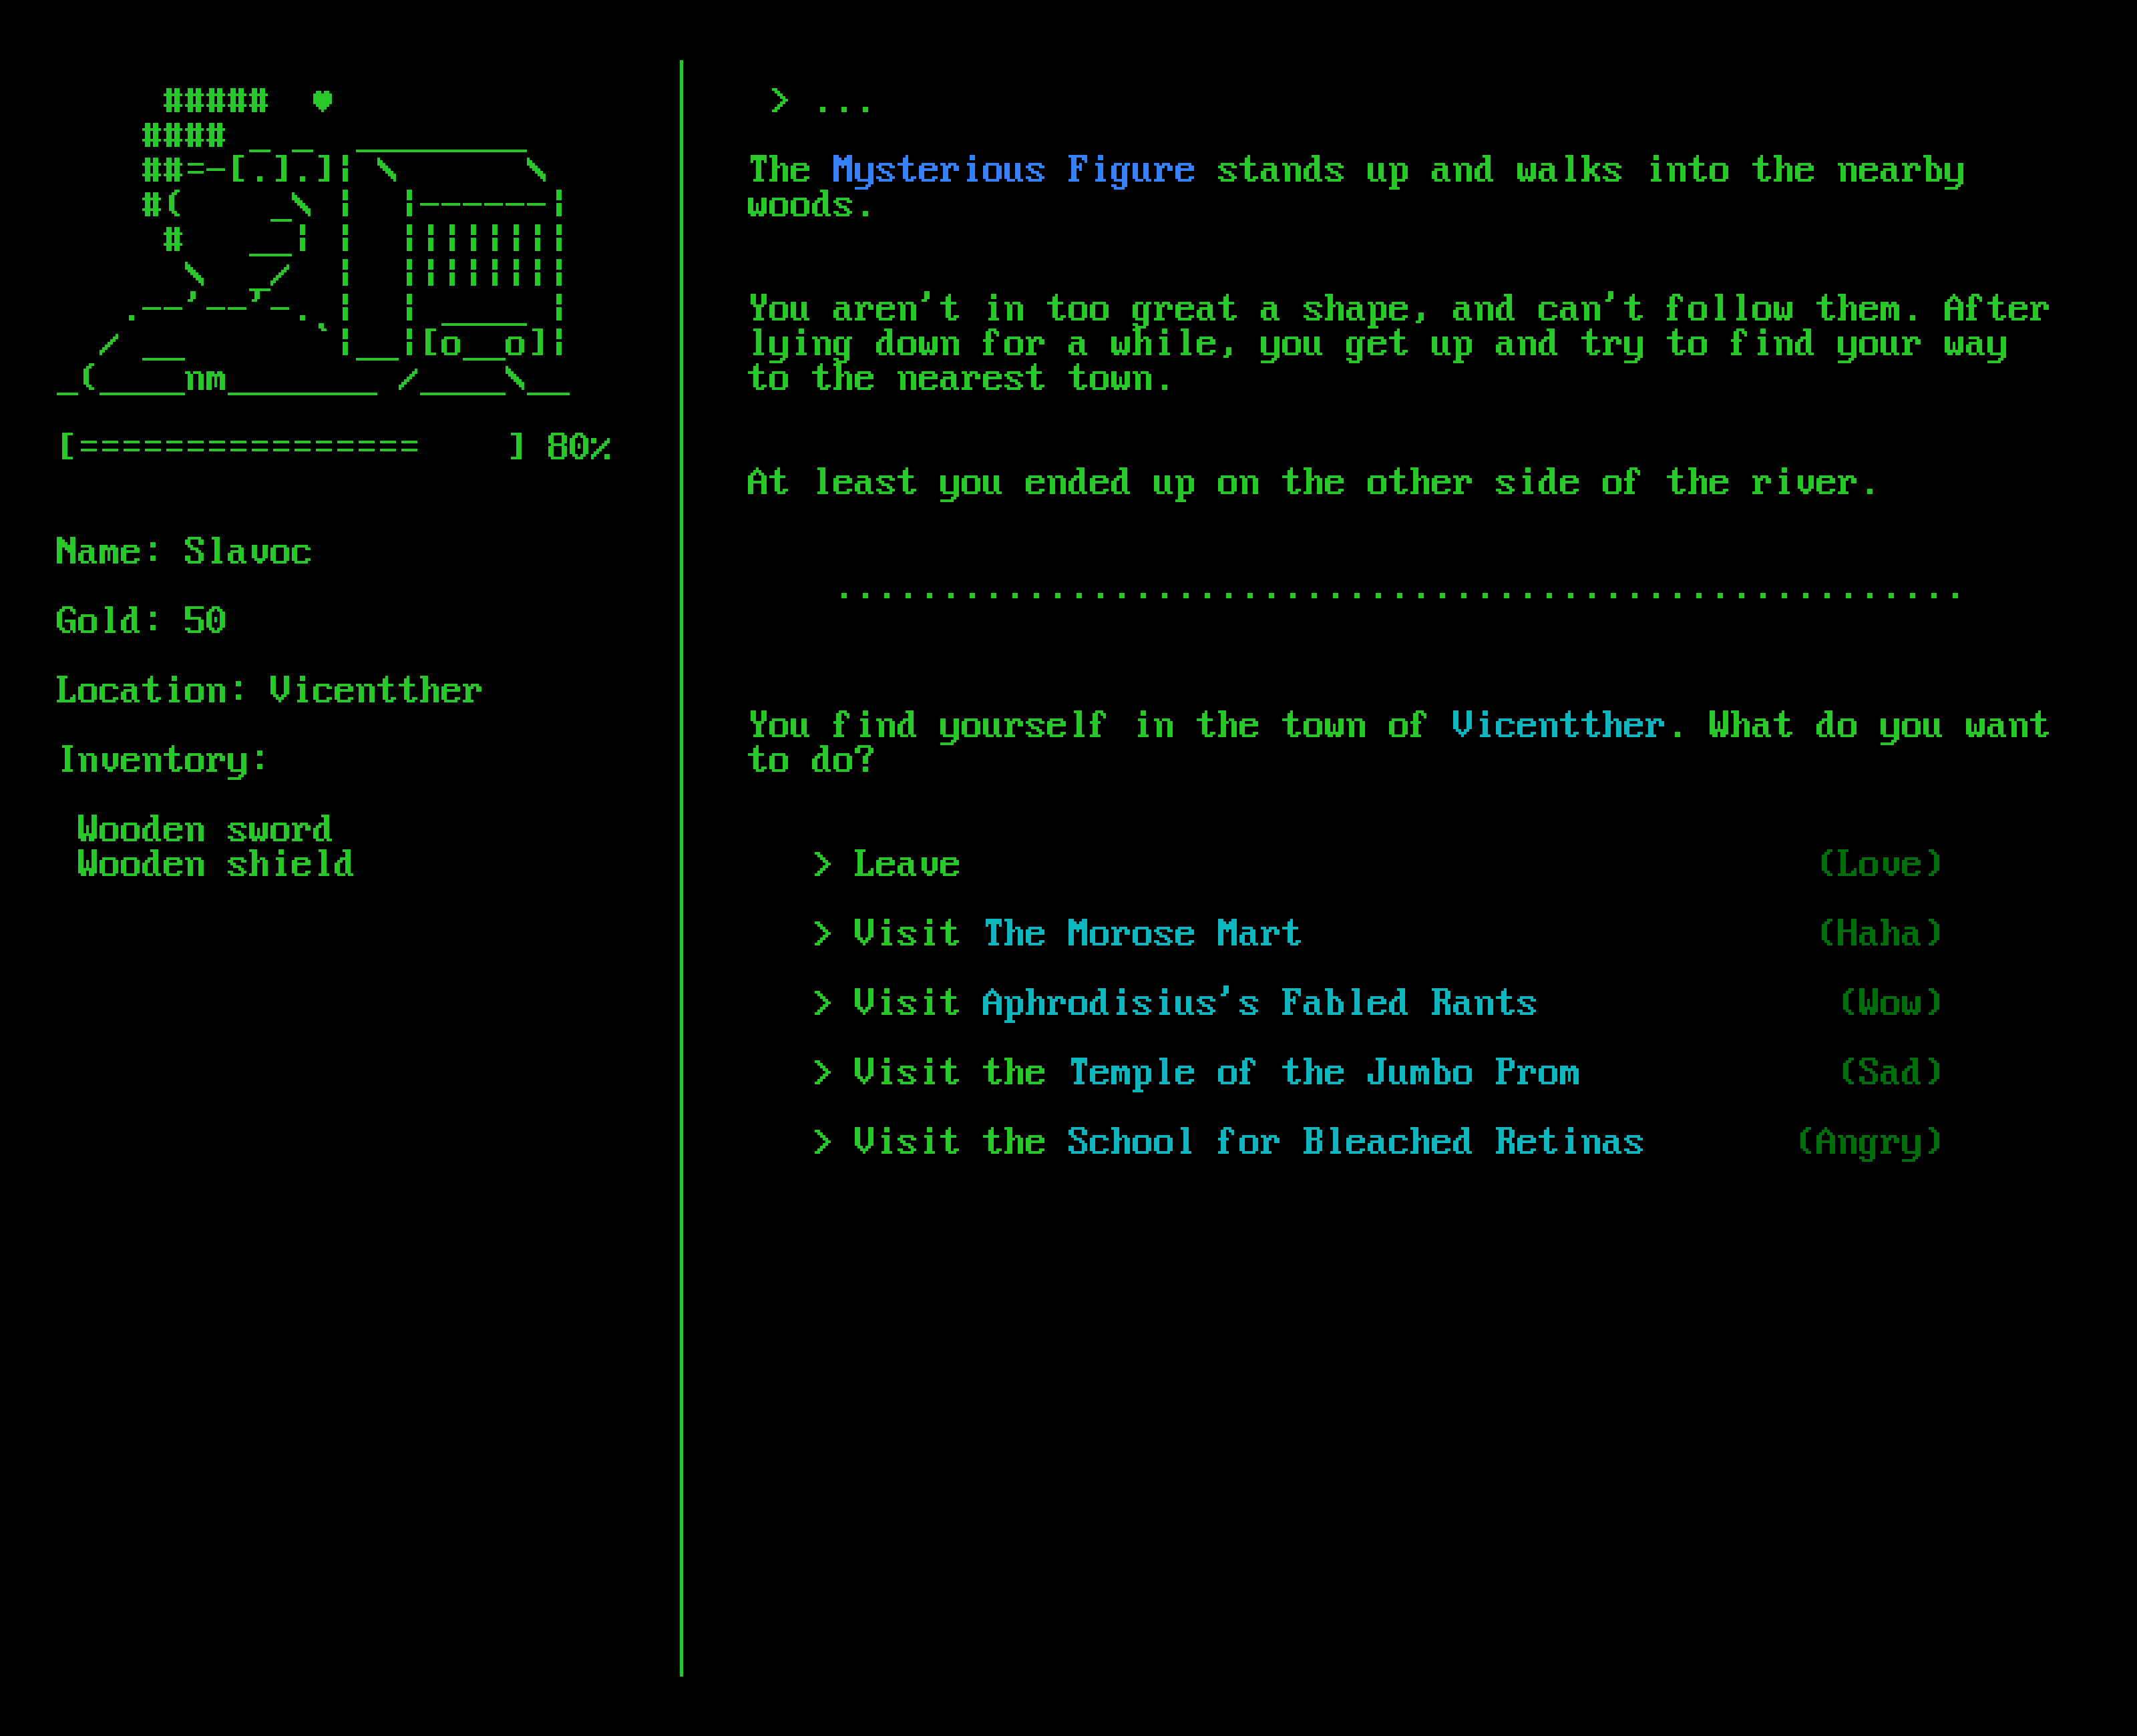 [================    ] 80%
Name: Slavoc
Gold: 50
Location: Vicentther
Inventory:
Wooden sword
Wooden shield
> ...
The Mysterious Figure stands up and walks into the nearby
woods.
You aren't in too great a shape, and can't follow them. After
lying down for a while, you get up and try to find your way
to the nearest town.
At least you ended up on the other side of the river.
.....................................................
You find yourself in the town of Vicentther. What do you want
to do?
> Leave (Love)
> Visit The Morose Mart (Haha)
> Visit Aphrodisius's Fabled Rants (Wow)
> Visit the Temple of the Jumbo Prom (Sad)
> Visit the School for Bleached Retinas (Angry)